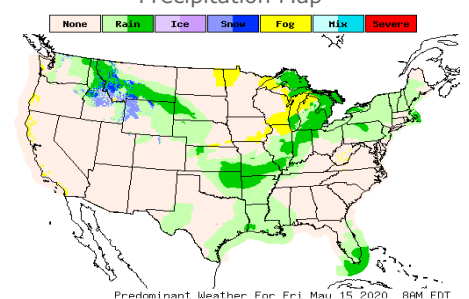 Precipitation Map
None Rain Ice Snow Fog Mix Severe
Predominant Weather For Fri May 15 2020 8AM EDT